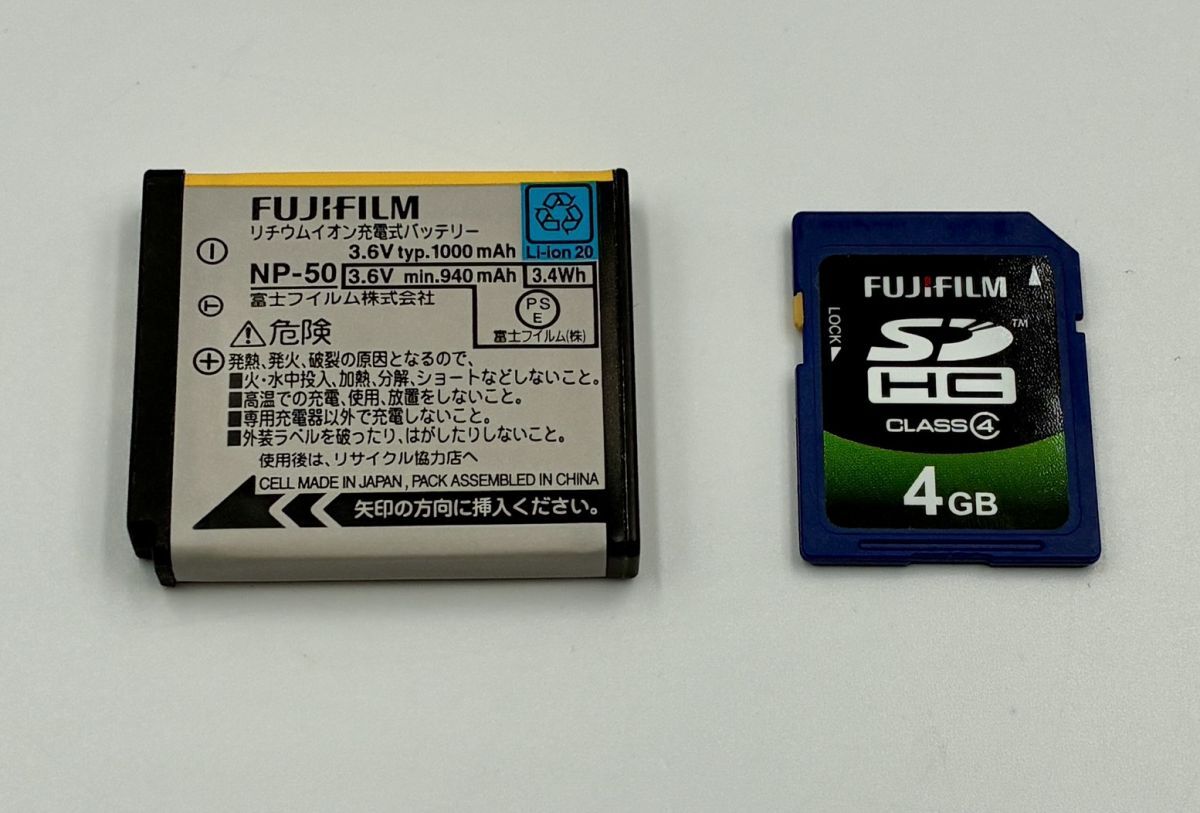 FUJIFILM
リチウムイオン充電式バッテリー
3.6V typ.1000 mAh
Li-ion 20
NP-50 3.6V min.940 mAh 3.4Wh
富士フイルム株式会社
PS
E
富士フイルム(株)
⚠危険
発熱、発火、破裂の原因となるので、
■火・水中投入、加熱、分解、ショートなどしないこと。
■高温での充電、使用、放置をしないこと。
■専用充電器以外で充電しないこと。
■外装ラベルを破ったり、はがしたりしないこと。
使用後は、リサイクル協力店へ
CELL MADE IN JAPAN , PACK ASSEMBLED IN CHINA
矢印の方向に挿入ください。
− T +
FUJIFILM
LOCK
SD™
HC
CLASS 4
4GB